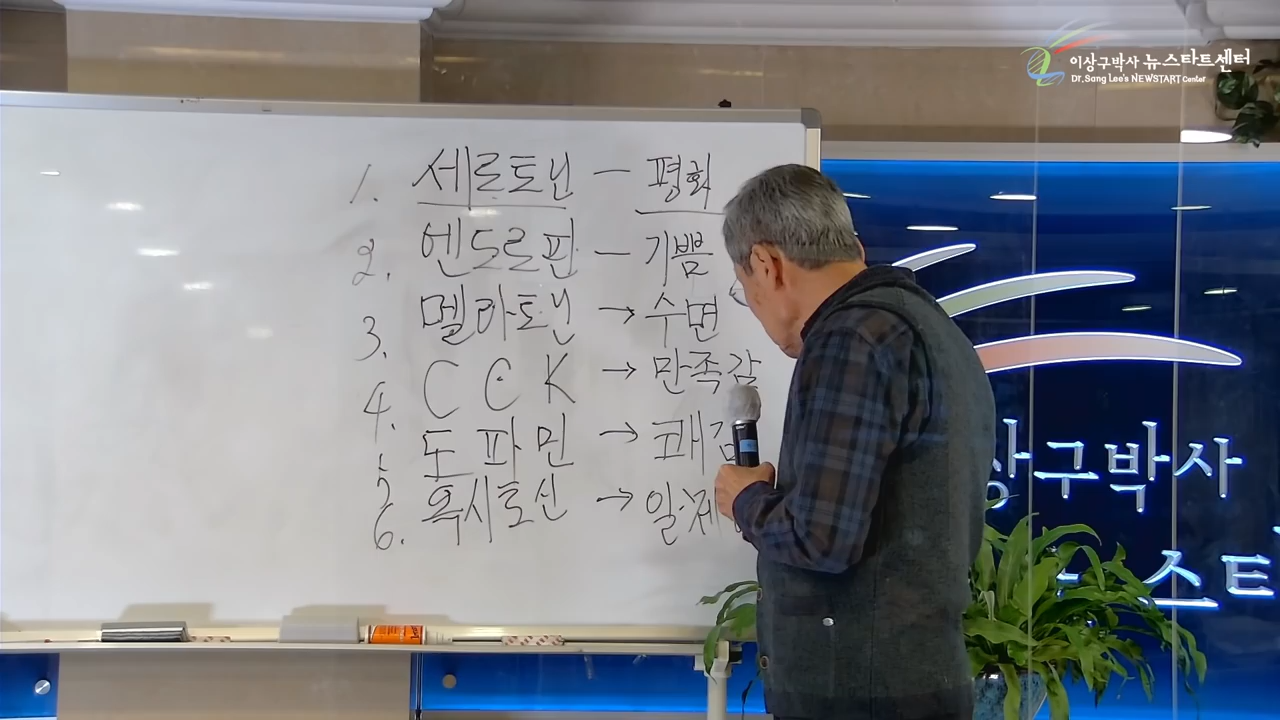 이상구박사 뉴스타트센터
Dr. Sang Lee's NEWSTART Center
1. 세르토닌 — 평화
2. 엔도르핀 — 기쁨
3. 멜라토닌 → 수면
4. C C K → 만족감
5 도파민 → 쾌감
6. 옥시토신 → 일체
상구박사
스타